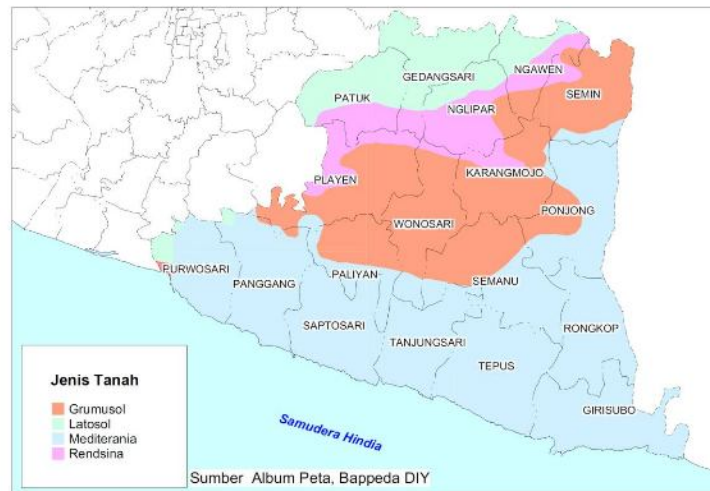 GEDANGSARI
NGAWEN
PATUK
SEMIN
NGLIPAR
PLAYEN
KARANGMOJO
PONJONG
WONOSARI
PURWOSARI
PALIYAN
SEMANU
PANGGANG
SAPTOSARI
RONGKOP
TANJUNGSARI
TEPUS
GIRISUBO
Samudera Hindia
Jenis Tanah
Grumusol
Latosol
Mediterania
Rendsina
Sumber Album Peta, Bappeda DIY